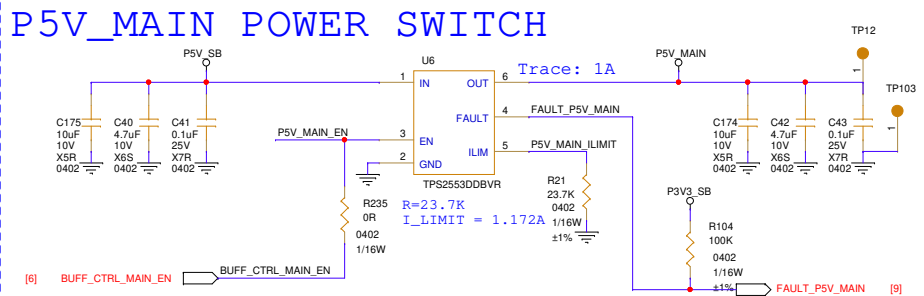 P5V_MAIN POWER SWITCH
TP12
P5V_SB
U6
P5V_MAIN
Trace: 1A
1
1
IN
OUT
6
TP103
C175
10uF
10V
X5R
0402
C40
4.7uF
10V
X6S
0402
C41
0.1uF
25V
X7R
0402
FAULT
4
FAULT_P5V_MAIN
C174
10uF
10V
X5R
0402
C42
4.7uF
10V
X6S
0402
C43
0.1uF
25V
X7R
0402
1
P5V_MAIN_EN
3
EN
ILIM
5
P5V_MAIN_ILIMIT
2
GND
TPS2553DDBVR
R21
23.7K
0402
1/16W
±1%
P3V3_SB
R235
0R
0402
1/16W
R=23.7K
I_LIMIT = 1.172A
R104
100K
0402
1/16W
±1%
[6]
BUFF_CTRL_MAIN_EN
BUFF_CTRL_MAIN_EN
FAULT_P5V_MAIN
[9]